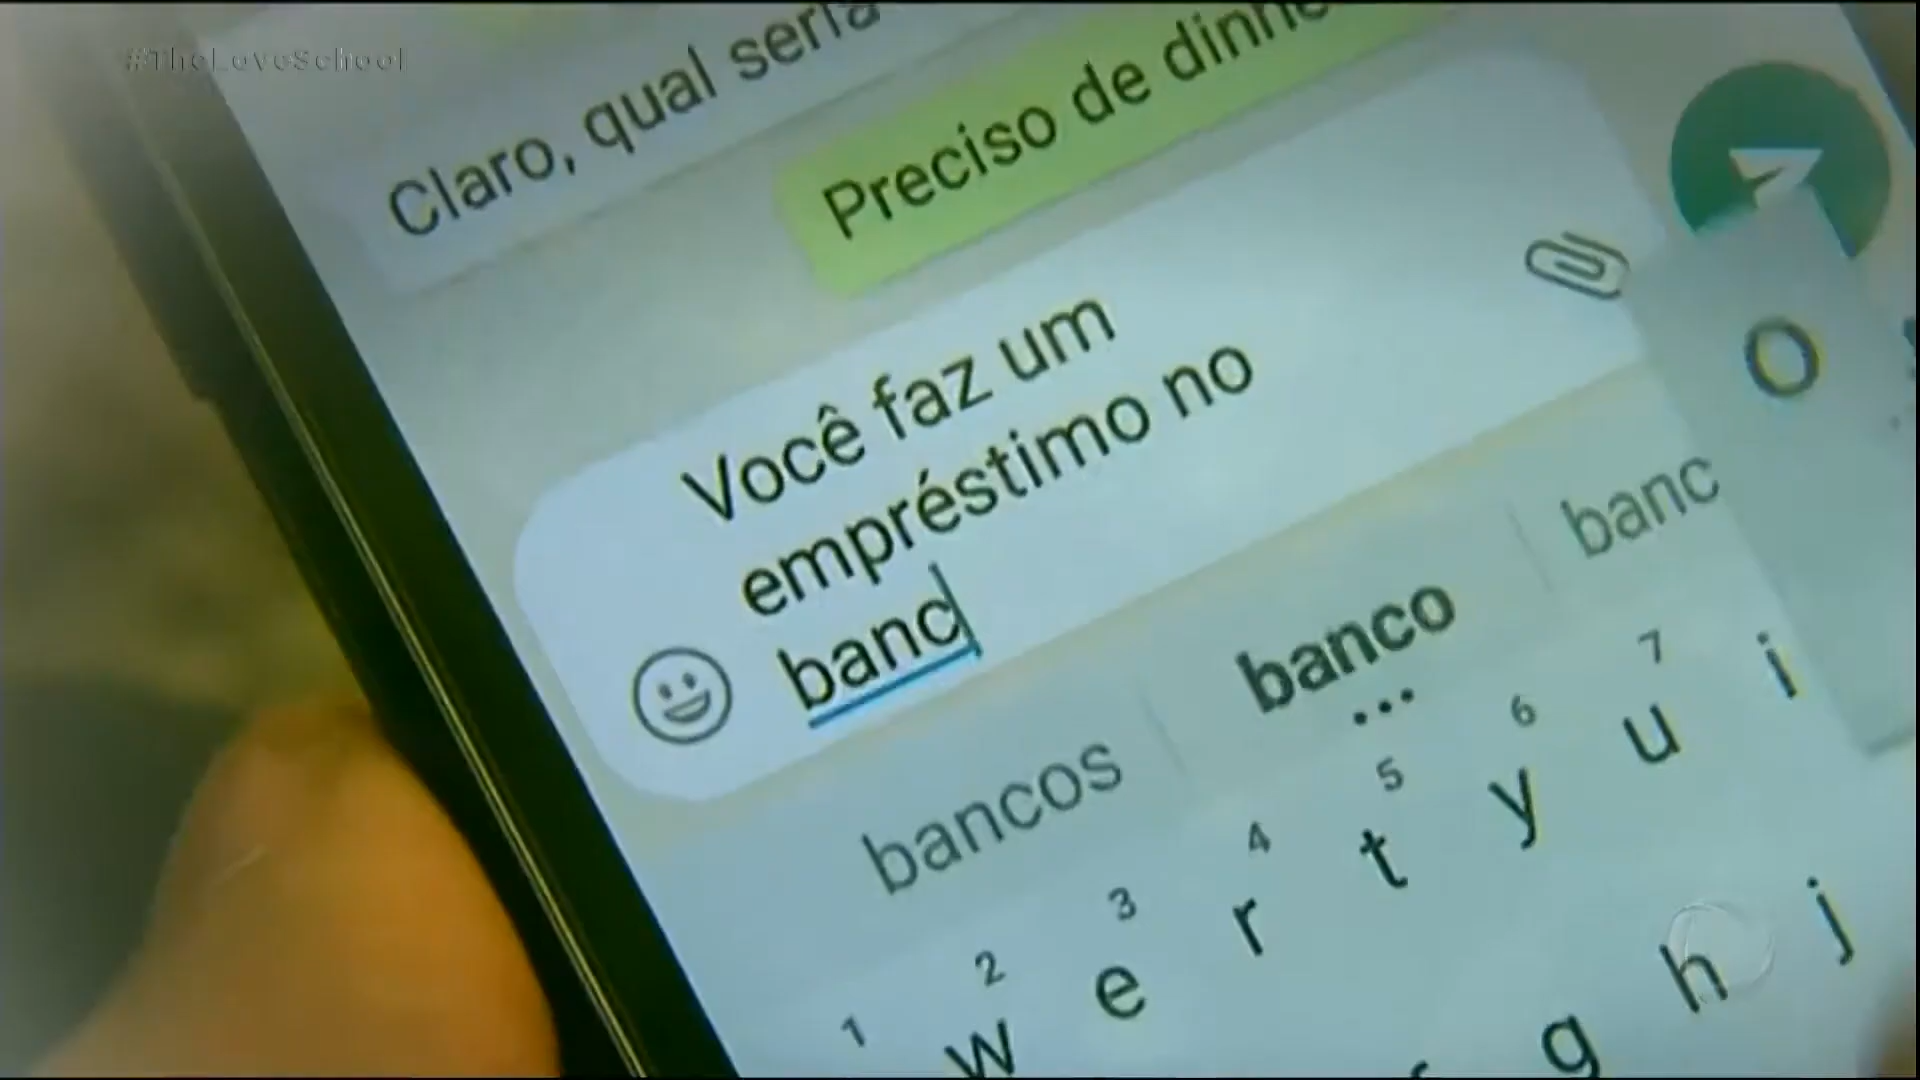 #TheLoveSchool
Claro, qual seria
Preciso de
Você faz um
empréstimo no
banc
bancos banco banc
1 2 3 4 5 6 7
w e r t y u i O
g h j